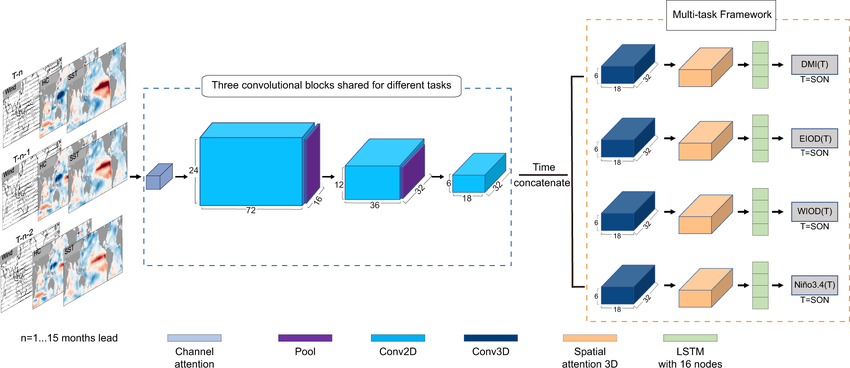 Multi-task Framework
Three convolutional blocks shared for different tasks
T-n
Wind
HC
SST
T-n-1
Wind
HC
SST
T-n-2
Wind
HC
SST
24
72
16
12
36
32
6
18
32
Time
concatenate
6
18
32
DMI(T)
T=SON
6
18
32
EIOD(T)
T=SON
6
18
32
WIOD(T)
T=SON
6
18
32
Niño3.4(T)
T=SON
n=1...15 months lead
Channel
attention
Pool
Conv2D
Conv3D
Spatial
attention 3D
LSTM
with 16 nodes